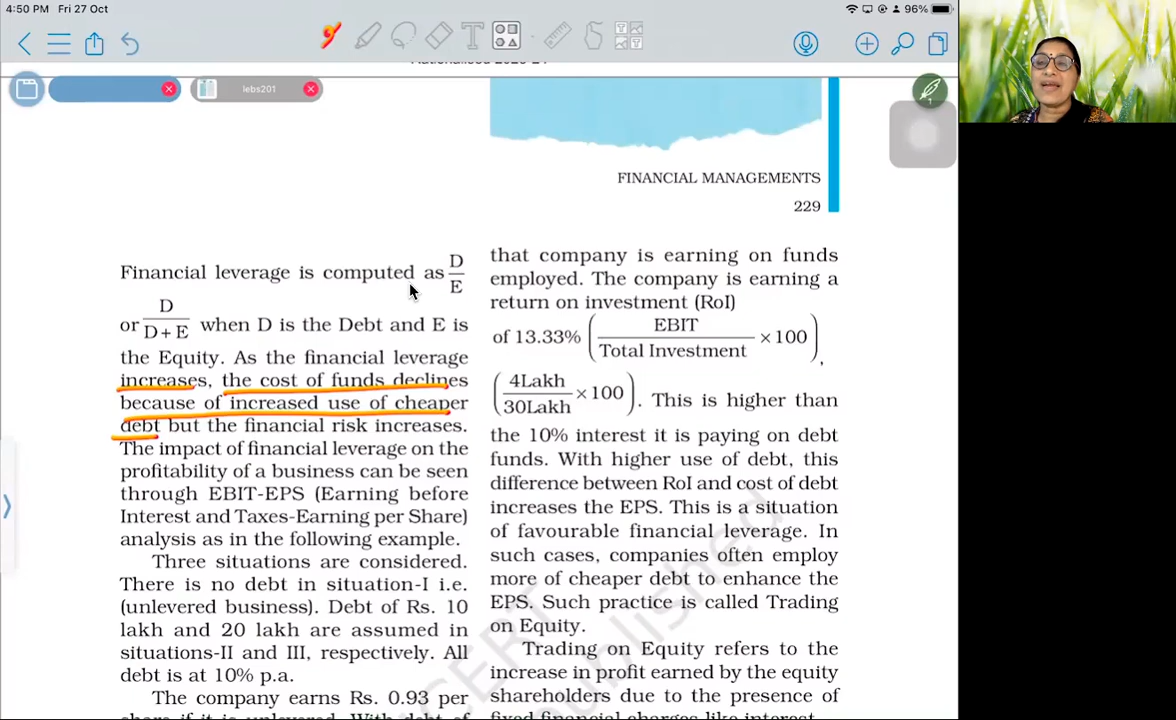 4:50 PM Fri 27 Oct
96%
lebs201
FINANCIAL MANAGEMENTS
229
Financial leverage is computed as D/E
or D/D+E when D is the Debt and E is
the Equity. As the financial leverage
increases, the cost of funds declines
because of increased use of cheaper
debt but the financial risk increases.
The impact of financial leverage on the
profitability of a business can be seen
through EBIT-EPS (Earning before
Interest and Taxes-Earning per Share)
analysis as in the following example.
Three situations are considered.
There is no debt in situation-I i.e.
(unlevered business). Debt of Rs. 10
lakh and 20 lakh are assumed in
situations-II and III, respectively. All
debt is at 10% p.a.
The company earns Rs. 0.93 per
that company is earning on funds
employed. The company is earning a
return on investment (RoI)
of 13.33% (EBIT/Total Investment ×100),
(4Lakh/30Lakh ×100). This is higher than
the 10% interest it is paying on debt
funds. With higher use of debt, this
difference between RoI and cost of debt
increases the EPS. This is a situation
of favourable financial leverage. In
such cases, companies often employ
more of cheaper debt to enhance the
EPS. Such practice is called Trading
on Equity.
Trading on Equity refers to the
increase in profit earned by the equity
shareholders due to the presence of
fixed financial charges like interest